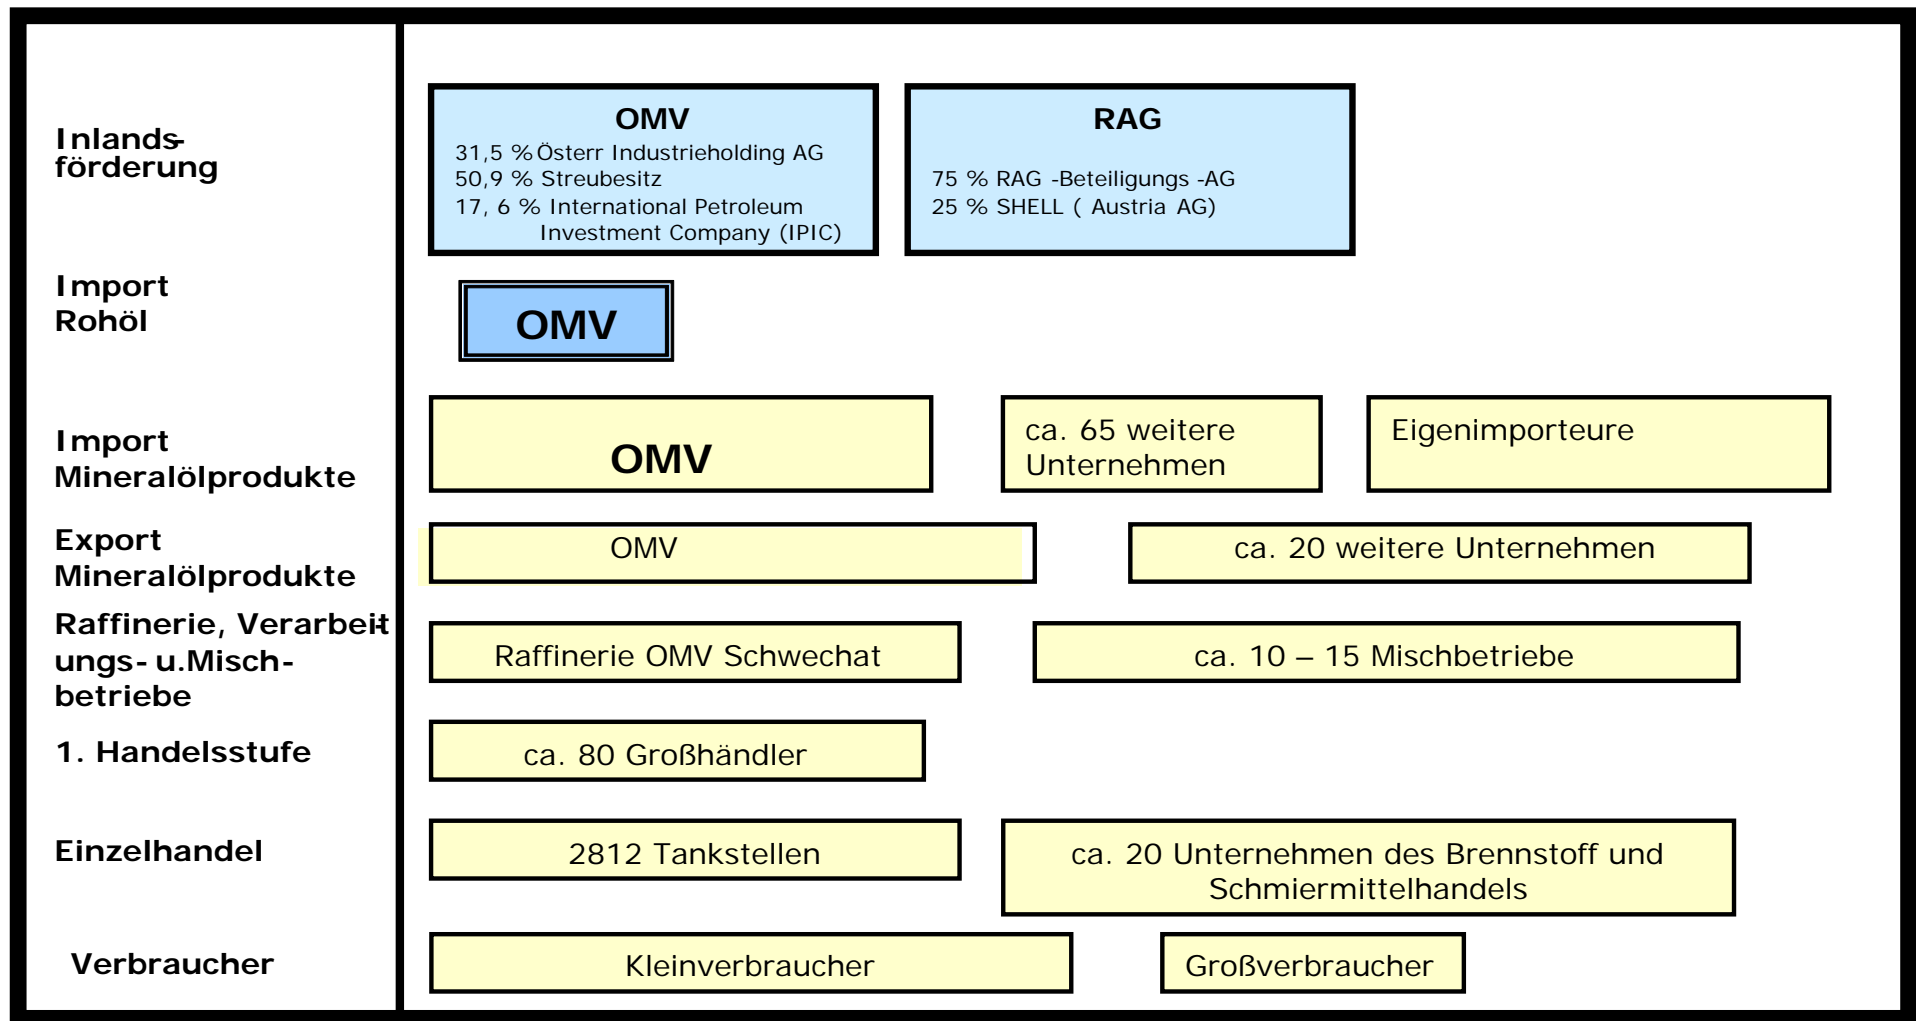 Inlands-
förderung
OMV
31,5 % Österr Industrieholding AG
50,9 % Streubesitz
17, 6 % International Petroleum
Investment Company (IPIC)
RAG
75 % RAG -Beteiligungs -AG
25 % SHELL ( Austria AG)
Import
Rohöl
OMV
Import
Mineralölprodukte
OMV
ca. 65 weitere
Unternehmen
Eigenimporteure
Export
Mineralölprodukte
OMV
ca. 20 weitere Unternehmen
Raffinerie, Verarbeit-
ungs- u.Misch-
betriebe
Raffinerie OMV Schwechat
ca. 10 – 15 Mischbetriebe
1. Handelsstufe
ca. 80 Großhändler
Einzelhandel
2812 Tankstellen
ca. 20 Unternehmen des Brennstoff und
Schmiermittelhandels
Verbraucher
Kleinverbraucher
Großverbraucher